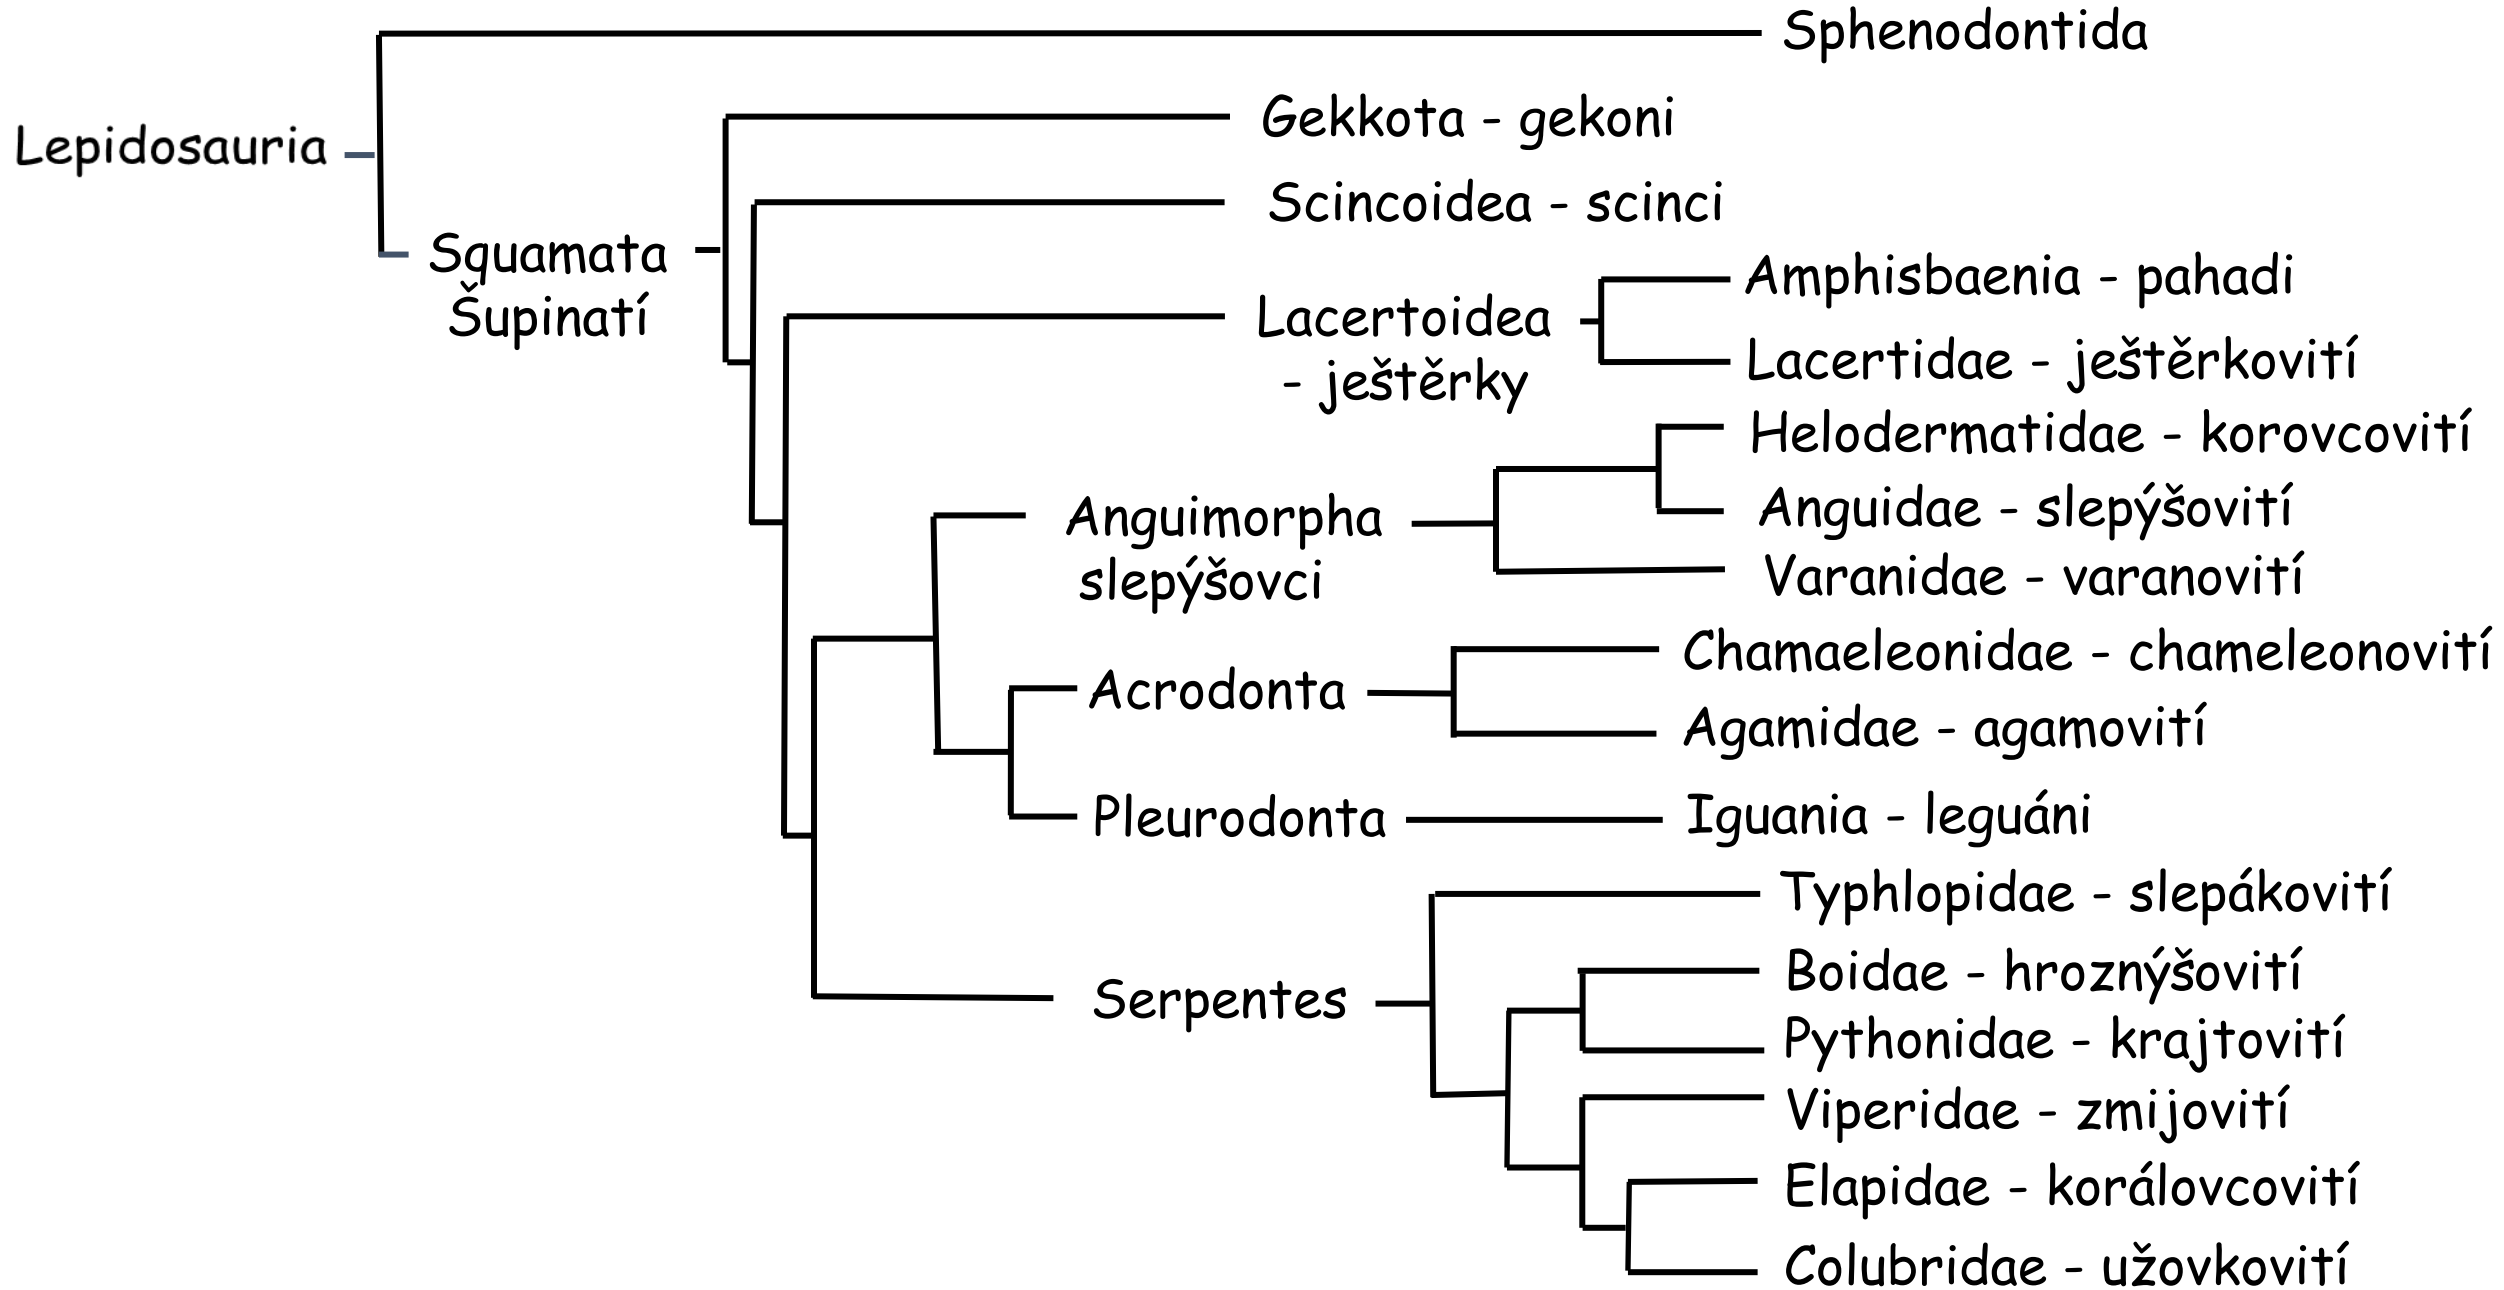 Sphenodontida
Gekkota - gekoni
Lepidosauria
Scincoidea - scinci
Squamata
Šupinatí
Amphisbaenia - pahadi
Lacertoidea
- ještěrky
Lacertidae - ještěrkovití
Helodermatidae - korovcovití
Anguimorpha
slepýšovci
Anguidae - slepýšovití
Varanidae - varanovití
Chamaeleonidae - chameleonovití
Acrodonta
Agamidae - agamovití
Pleurodonta
Iguania - leguáni
Typhlopidae - slepákovití
Boidae - hroznýšovití
Serpentes
Pythonidae - krajtovití
Viperidae - zmijovití
Elapidae - korálovcovití
Colubridae - užovkovití